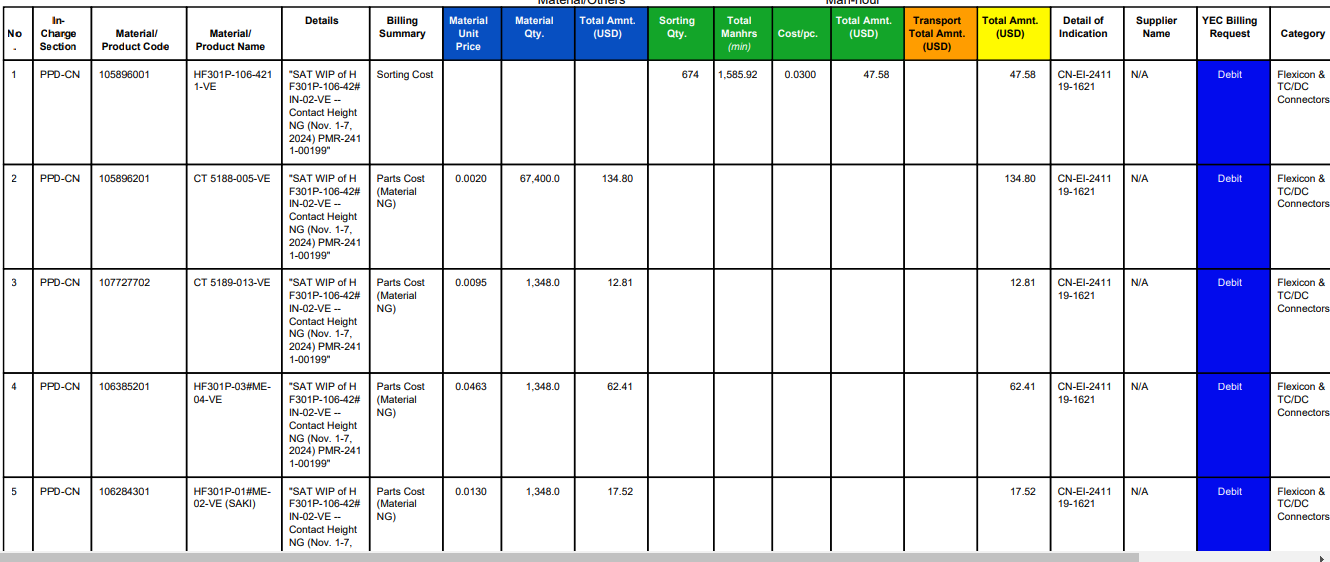 Material/Others Man-hour
No. In-Charge Section Material/ Product Code Material/ Product Name Details Billing Summary Material Unit Price Material Qty. Total Amnt. (USD) Sorting Qty. Total Manhrs (min) Cost/pc. Total Amnt. (USD) Transport Total Amnt. (USD) Total Amnt. (USD) Detail of Indication Supplier Name YEC Billing Request Category
1 PPD-CN 105896001 HF301P-106-421 Sorting Cost 674 1,585.92 0.0300 47.58 47.58 CN-EI-2411 N/A Debit Flexicon &
1-VE
"SAT WIP of H
F301P-106-42#
IN-02-VE --
Contact Height
NG (Nov. 1-7,
2024) PMR-241
1-00199"
19-1621
TC/DC
Connectors
2 PPD-CN 105896201 CT 5188-005-VE
"SAT WIP of H
F301P-106-42#
IN-02-VE --
Contact Height
NG (Nov. 1-7,
2024) PMR-241
1-00199"
Parts Cost
(Material
NG)
0.0020 67,400.0 134.80 134.80
CN-EI-2411
19-1621
N/A Debit
Flexicon &
TC/DC
Connectors
3 PPD-CN 107727702 CT 5189-013-VE
"SAT WIP of H
F301P-106-42#
IN-02-VE --
Contact Height
NG (Nov. 1-7,
2024) PMR-241
1-00199"
Parts Cost
(Material
NG)
0.0095 1,348.0 12.81 12.81
CN-EI-2411
19-1621
N/A Debit
Flexicon &
TC/DC
Connectors
4 PPD-CN 106385201
HF301P-03#ME-
04-VE
"SAT WIP of H
F301P-106-42#
IN-02-VE --
Contact Height
NG (Nov. 1-7,
2024) PMR-241
1-00199"
Parts Cost
(Material
NG)
0.0463 1,348.0 62.41 62.41
CN-EI-2411
19-1621
N/A Debit
Flexicon &
TC/DC
Connectors
5 PPD-CN 106284301
HF301P-01#ME-
02-VE (SAKI)
"SAT WIP of H
F301P-106-42#
IN-02-VE --
Contact Height
NG (Nov. 1-7,
Parts Cost
(Material
NG)
0.0130 1,348.0 17.52 17.52
CN-EI-2411
19-1621
N/A Debit
Flexicon &
TC/DC
Connectors